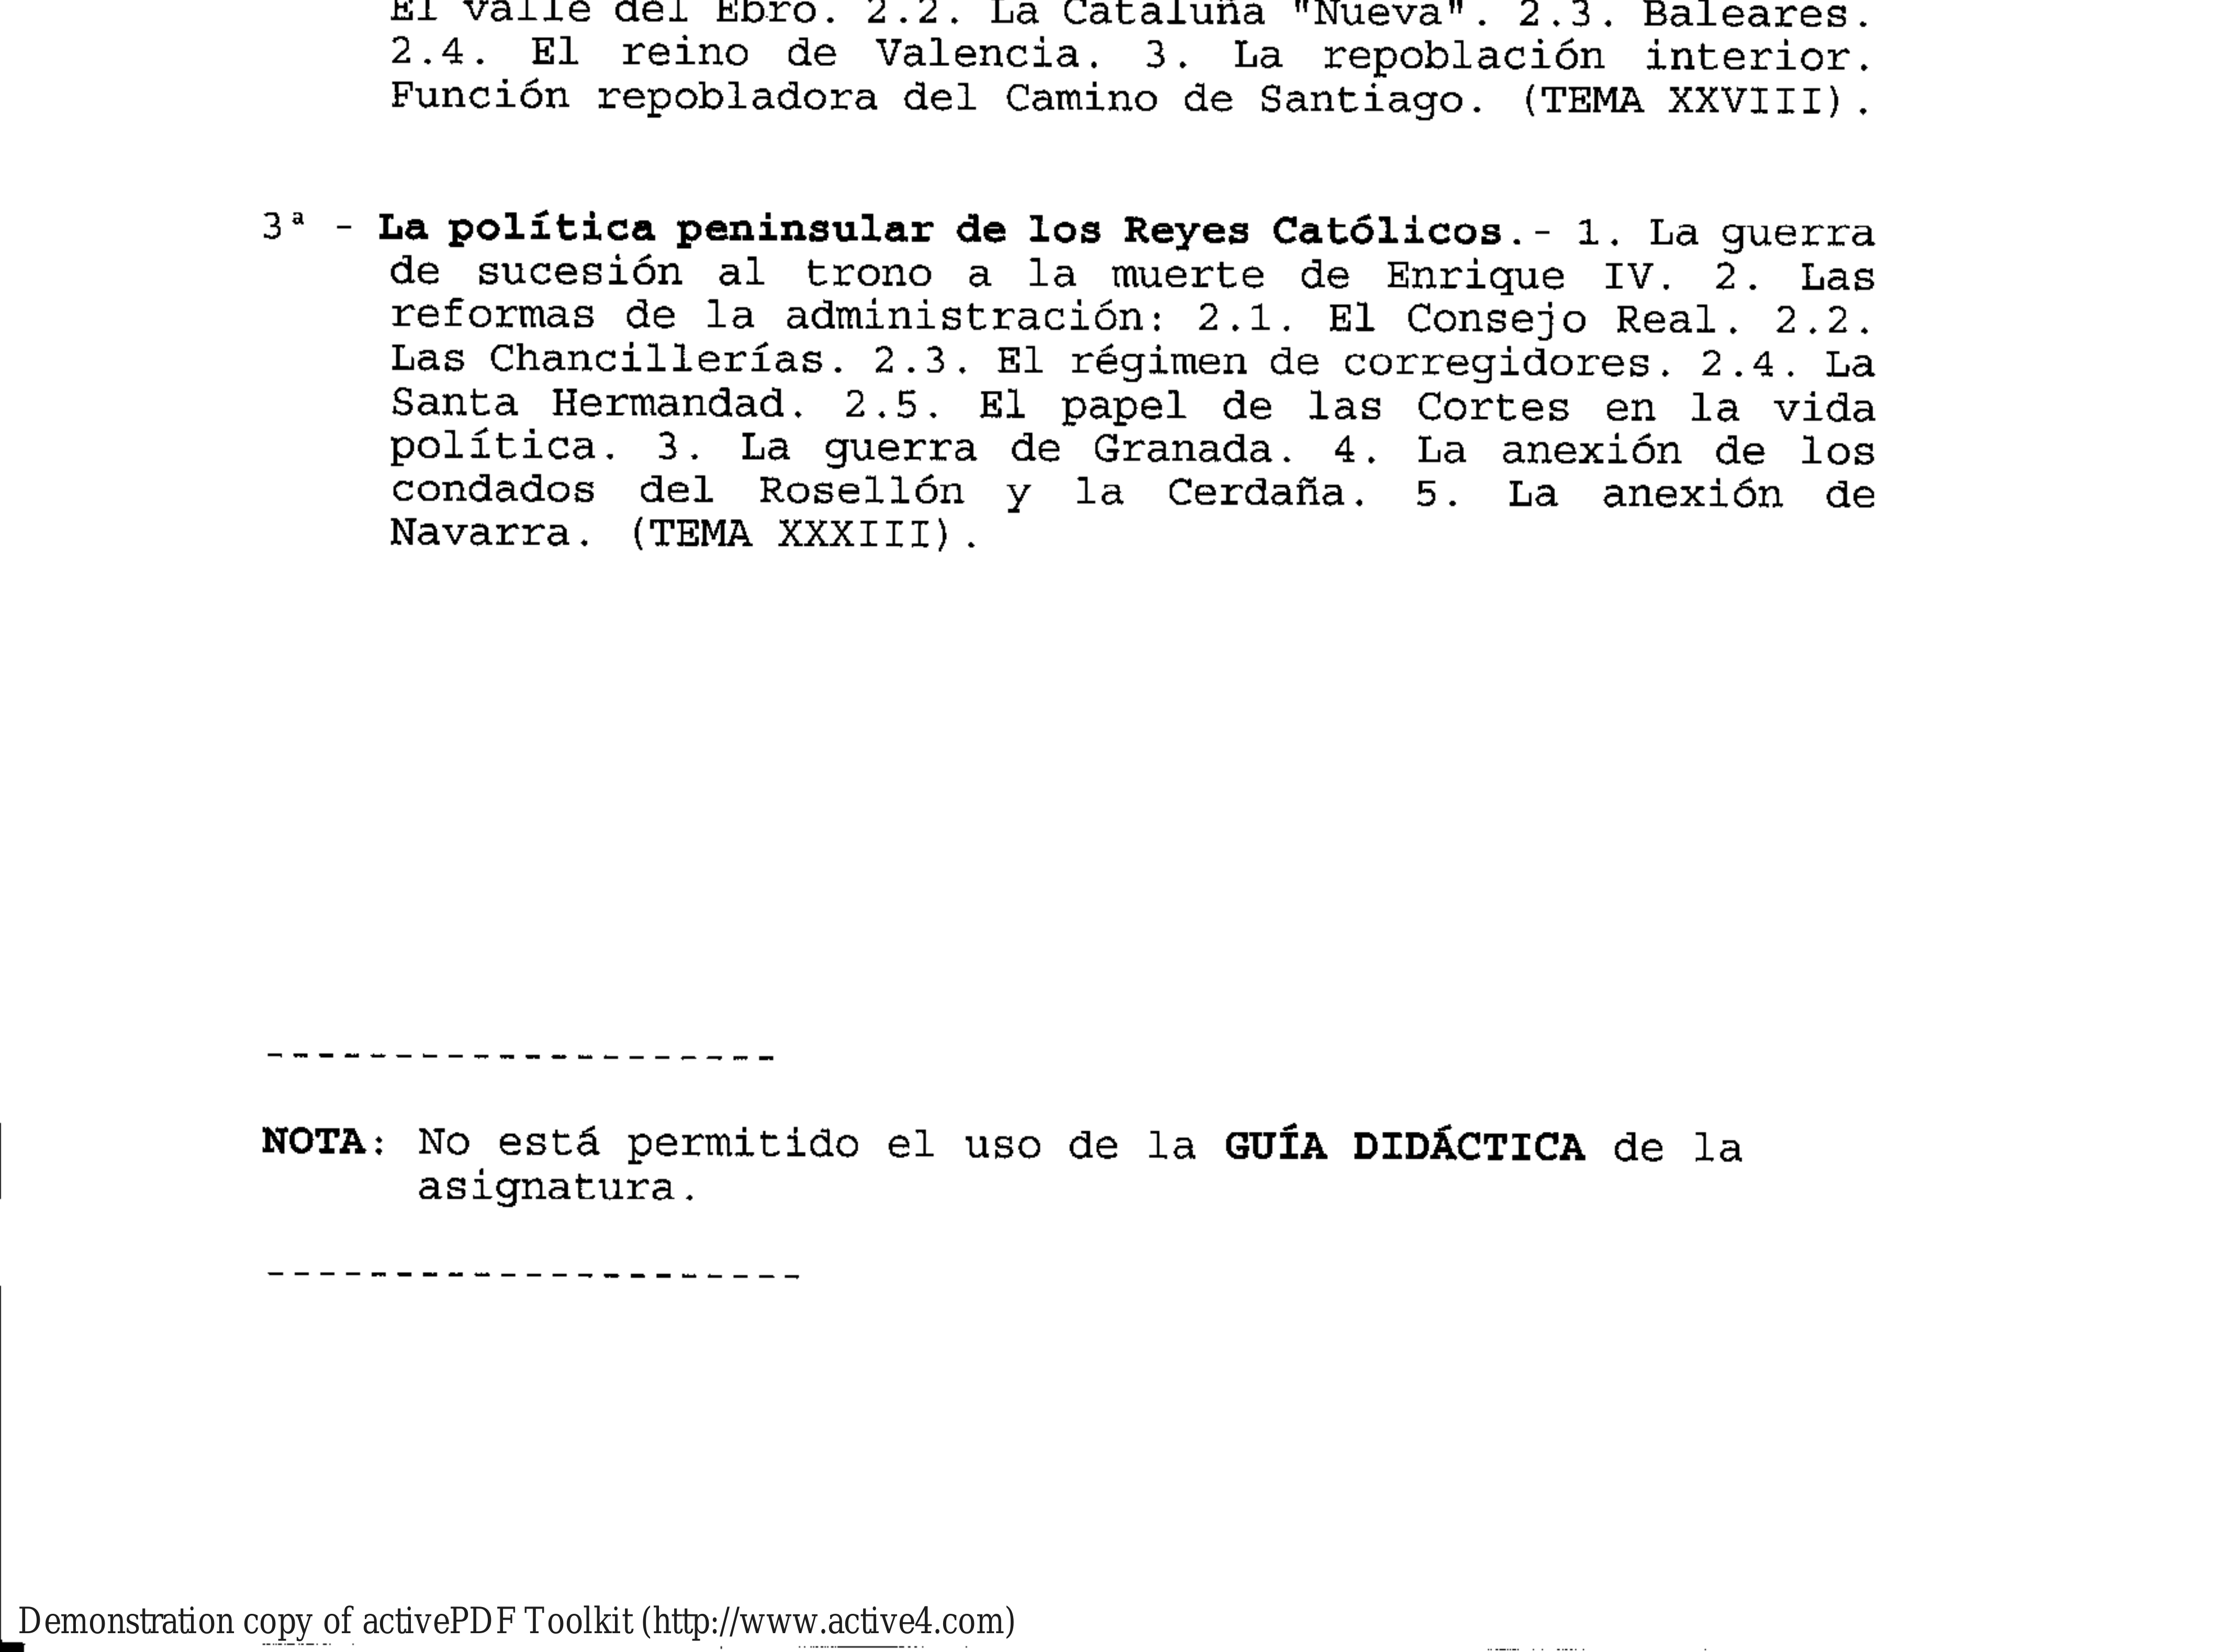 El valle del Ebro. 2.2. La Cataluña "Nueva". 2.3. Baleares.
2.4. El reino de Valencia. 3. La repoblación interior.
Función repobladora del Camino de Santiago. (TEMA XXVIII).
3ª - La política peninsular de los Reyes Católicos.- 1. La guerra
de sucesión al trono a la muerte de Enrique IV. 2. Las
reformas de la administración: 2.1. El Consejo Real. 2.2.
Las Chancillerías. 2.3. El régimen de corregidores. 2.4. La
Santa Hermandad. 2.5. El papel de las Cortes en la vida
política. 3. La guerra de Granada. 4. La anexión de los
condados del Rosellón y la Cerdaña. 5. La anexión de
Navarra. (TEMA XXXIII).
--------------------
NOTA: No está permitido el uso de la GUÍA DIDÁCTICA de la
asignatura.
---------------------
Demonstration copy of activePDF Toolkit (http://www.active4.com)